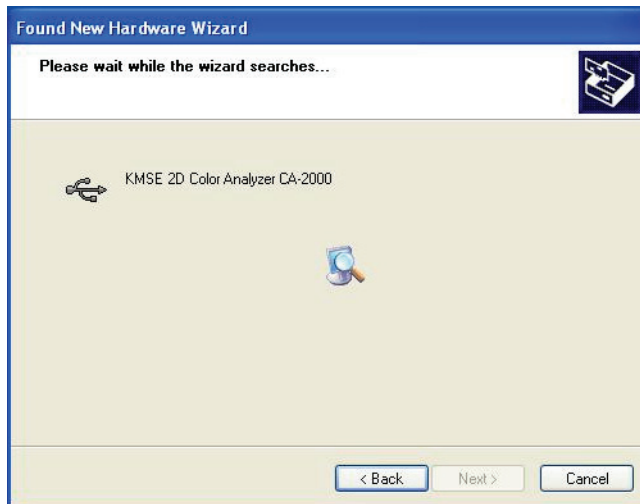 Found New Hardware Wizard
Please wait while the wizard searches...
KMSE 2D Color Analyzer CA-2000
< Back
Next >
Cancel